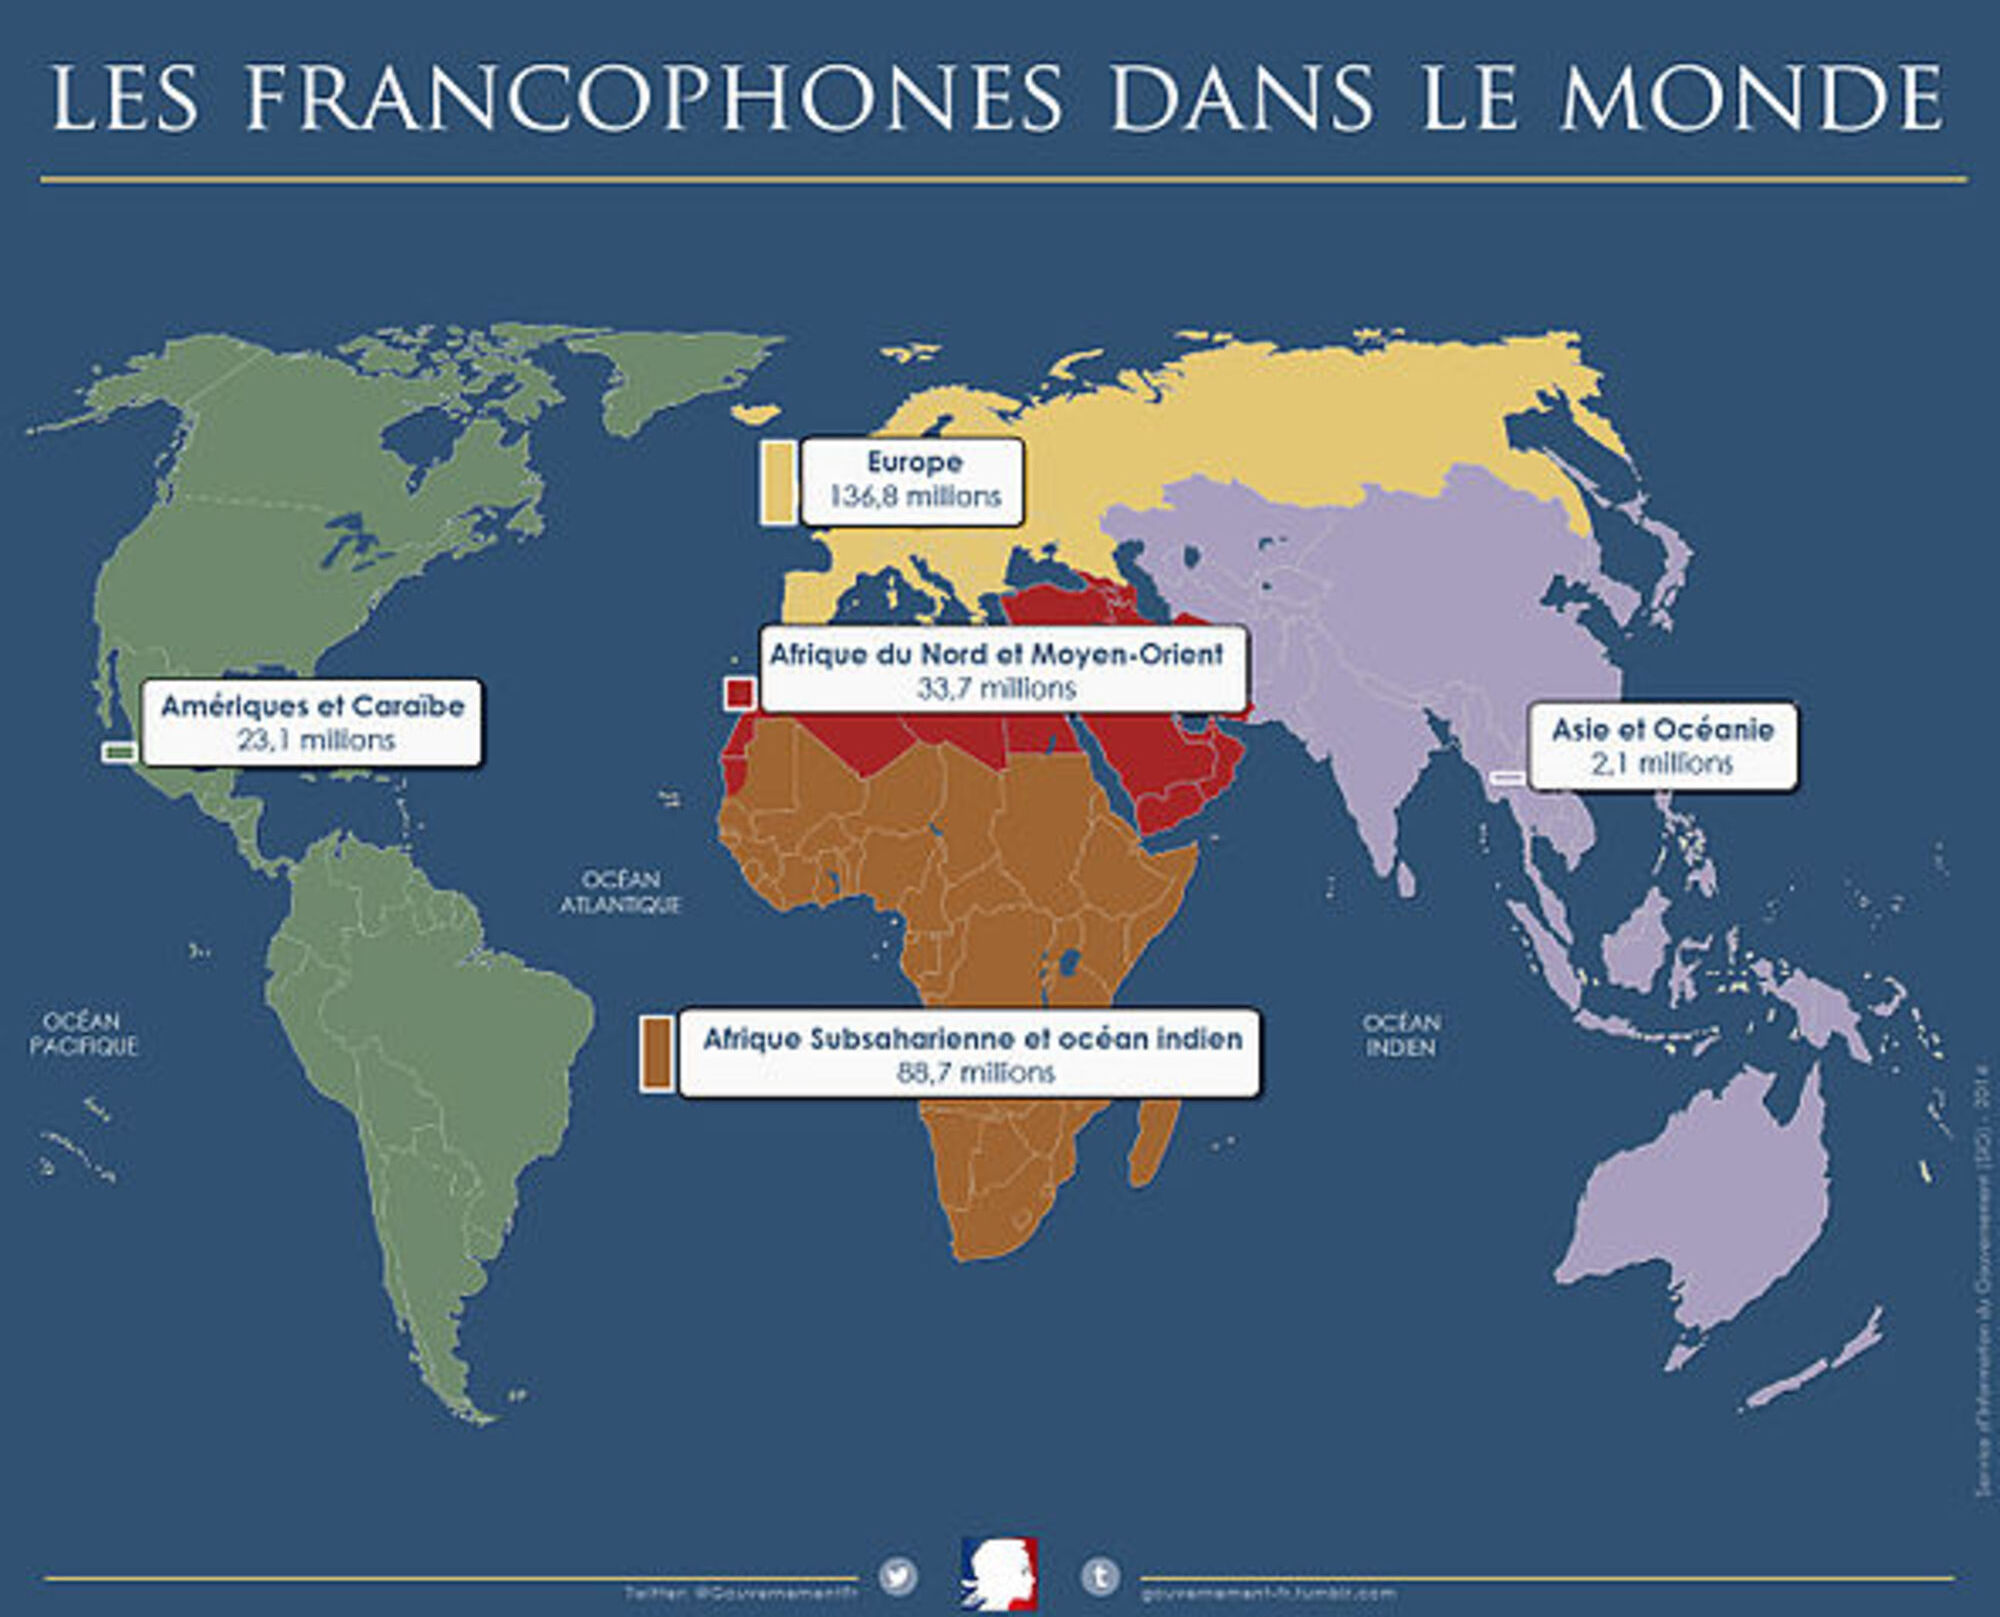 LES FRANCOPHONES DANS LE MONDE
Europe
136,8 millions
Afrique du Nord et Moyen-Orient
33,7 millions
Amériques et Caraïbe
23,1 millions
Asie et Océanie
2,1 millions
OCÉAN
ATLANTIQUE
Afrique Subsaharienne et océan indien
88,7 millions
OCÉAN
PACIFIQUE
OCÉAN
INDIEN
Service d'Information du Gouvernement (SIG) - 2016
Twitter: @Gouvernementfr
gouvernement-fr.tumblr.com